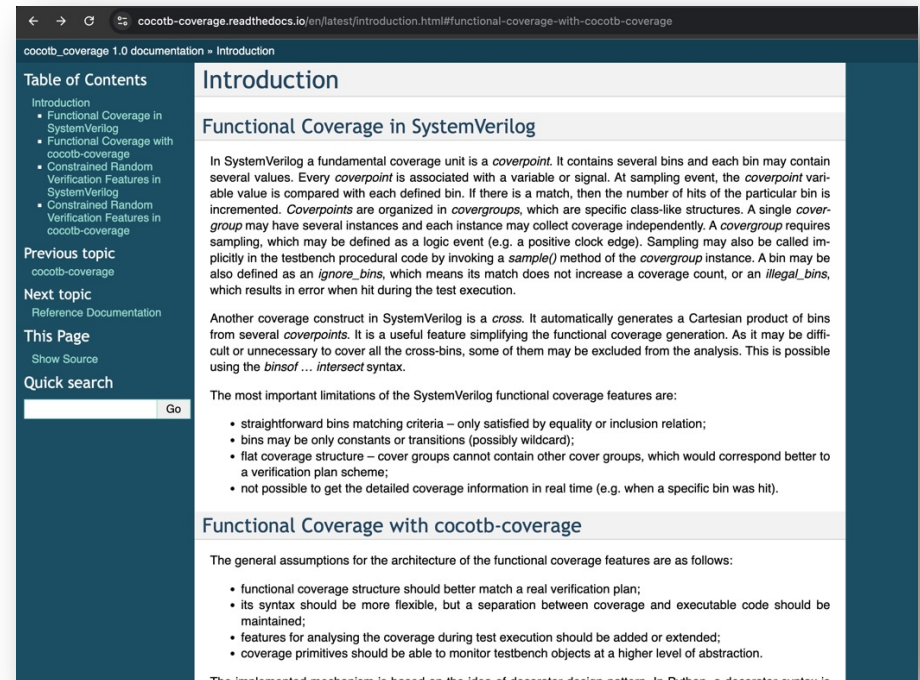 cocotb-coverage.readthedocs.io/en/latest/introduction.html#functional-coverage-with-cocotb-coverage
cocotb_coverage 1.0 documentation » Introduction
Table of Contents
Introduction
▪ Functional Coverage in
SystemVerilog
▪ Functional Coverage with
cocotb-coverage
▪ Constrained Random
Verification Features in
SystemVerilog
▪ Constrained Random
Verification Features in
cocotb-coverage
Previous topic
cocotb-coverage
Next topic
Reference Documentation
This Page
Show Source
Quick search
Go
Introduction
Functional Coverage in SystemVerilog
In SystemVerilog a fundamental coverage unit is a coverpoint. It contains several bins and each bin may contain
several values. Every coverpoint is associated with a variable or signal. At sampling event, the coverpoint vari-
able value is compared with each defined bin. If there is a match, then the number of hits of the particular bin is
incremented. Coverpoints are organized in covergroups, which are specific class-like structures. A single cover-
group may have several instances and each instance may collect coverage independently. A covergroup requires
sampling, which may be defined as a logic event (e.g. a positive clock edge). Sampling may also be called im-
plicitly in the testbench procedural code by invoking a sample() method of the covergroup instance. A bin may be
also defined as an ignore_bins, which means its match does not increase a coverage count, or an illegal_bins,
which results in error when hit during the test execution.
Another coverage construct in SystemVerilog is a cross. It automatically generates a Cartesian product of bins
from several coverpoints. It is a useful feature simplifying the functional coverage generation. As it may be diffi-
cult or unnecessary to cover all the cross-bins, some of them may be excluded from the analysis. This is possible
using the binsof ... intersect syntax.
The most important limitations of the SystemVerilog functional coverage features are:
• straightforward bins matching criteria – only satisfied by equality or inclusion relation;
• bins may be only constants or transitions (possibly wildcard);
• flat coverage structure – cover groups cannot contain other cover groups, which would correspond better to
a verification plan scheme;
• not possible to get the detailed coverage information in real time (e.g. when a specific bin was hit).
Functional Coverage with cocotb-coverage
The general assumptions for the architecture of the functional coverage features are as follows:
• functional coverage structure should better match a real verification plan;
• its syntax should be more flexible, but a separation between coverage and executable code should be
maintained;
• features for analysing the coverage during test execution should be added or extended;
• coverage primitives should be able to monitor testbench objects at a higher level of abstraction.
The implemented mechanism is based on the idea of decorator design pattern. In Python, a decorator syntax is